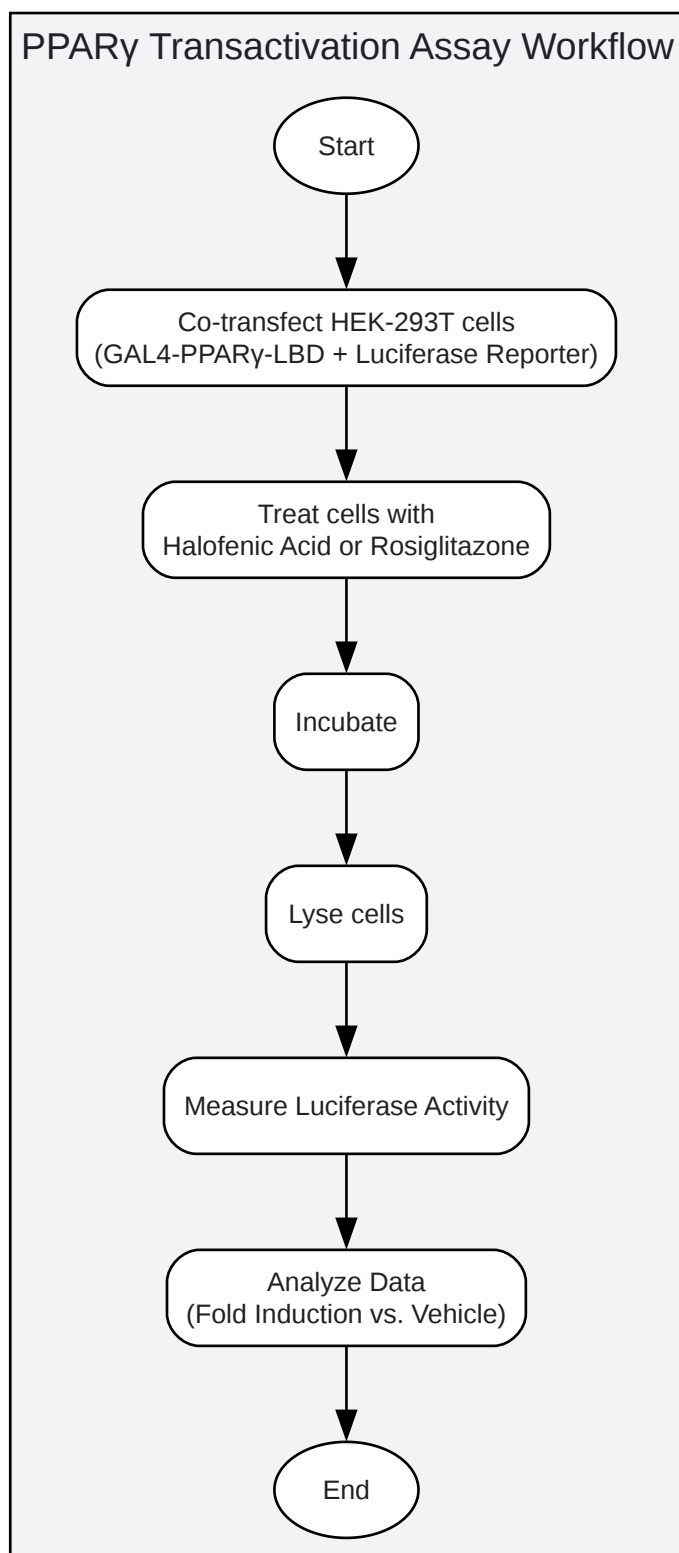 PPARγ Transactivation Assay Workflow
Start
Co-transfect HEK-293T cells
(GAL4-PPARγ-LBD + Luciferase Reporter)
Treat cells with
Halofenic Acid or Rosiglitazone
Incubate
Lyse cells
Measure Luciferase Activity
Analyze Data
(Fold Induction vs. Vehicle)
End